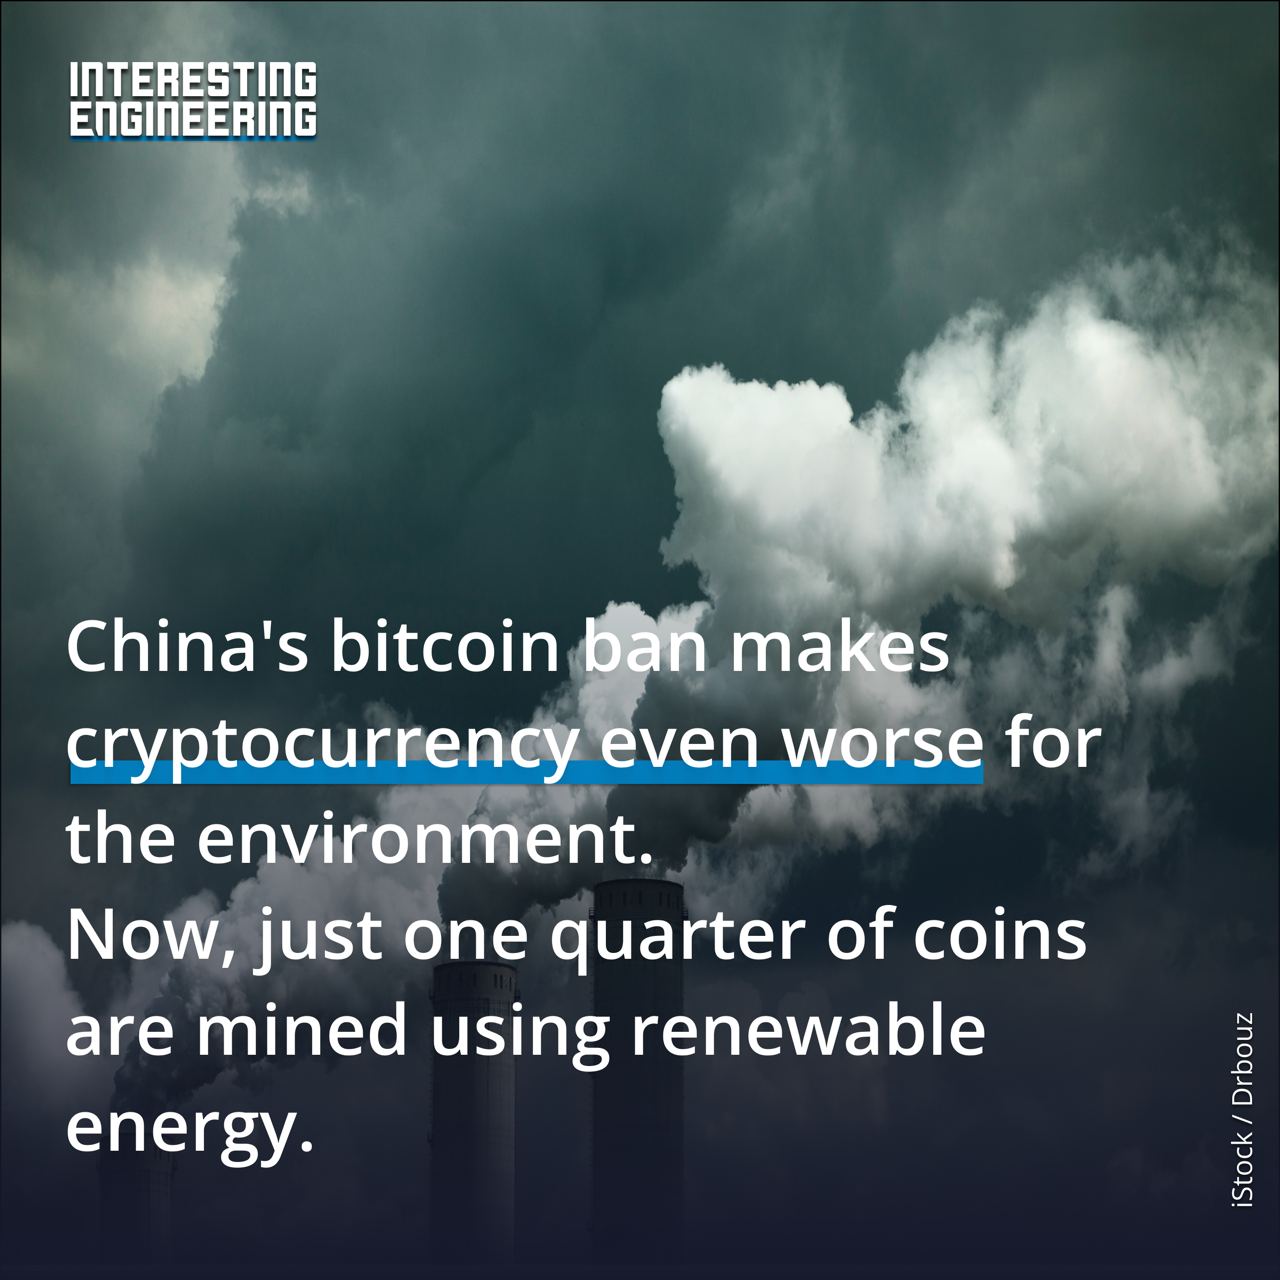 INTERESTING
ENGINEERING
China's bitcoin ban makes
cryptocurrency even worse for
the environment.
Now, just one quarter of coins
are mined using renewable
energy.
iStock / Drbouz